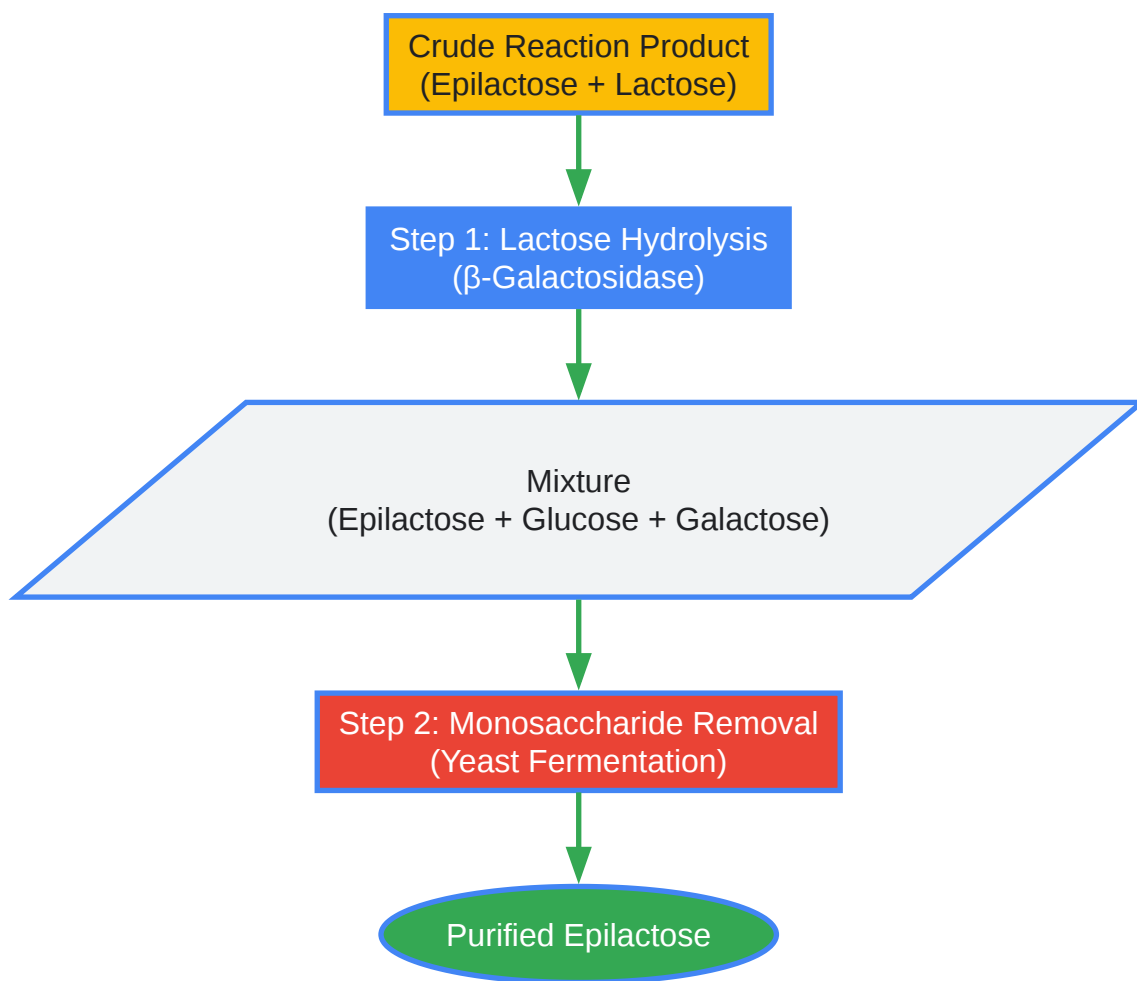 Crude Reaction Product
(Epilactose + Lactose)
Step 1: Lactose Hydrolysis
(β-Galactosidase)
Mixture
(Epilactose + Glucose + Galactose)
Step 2: Monosaccharide Removal
(Yeast Fermentation)
Purified Epilactose